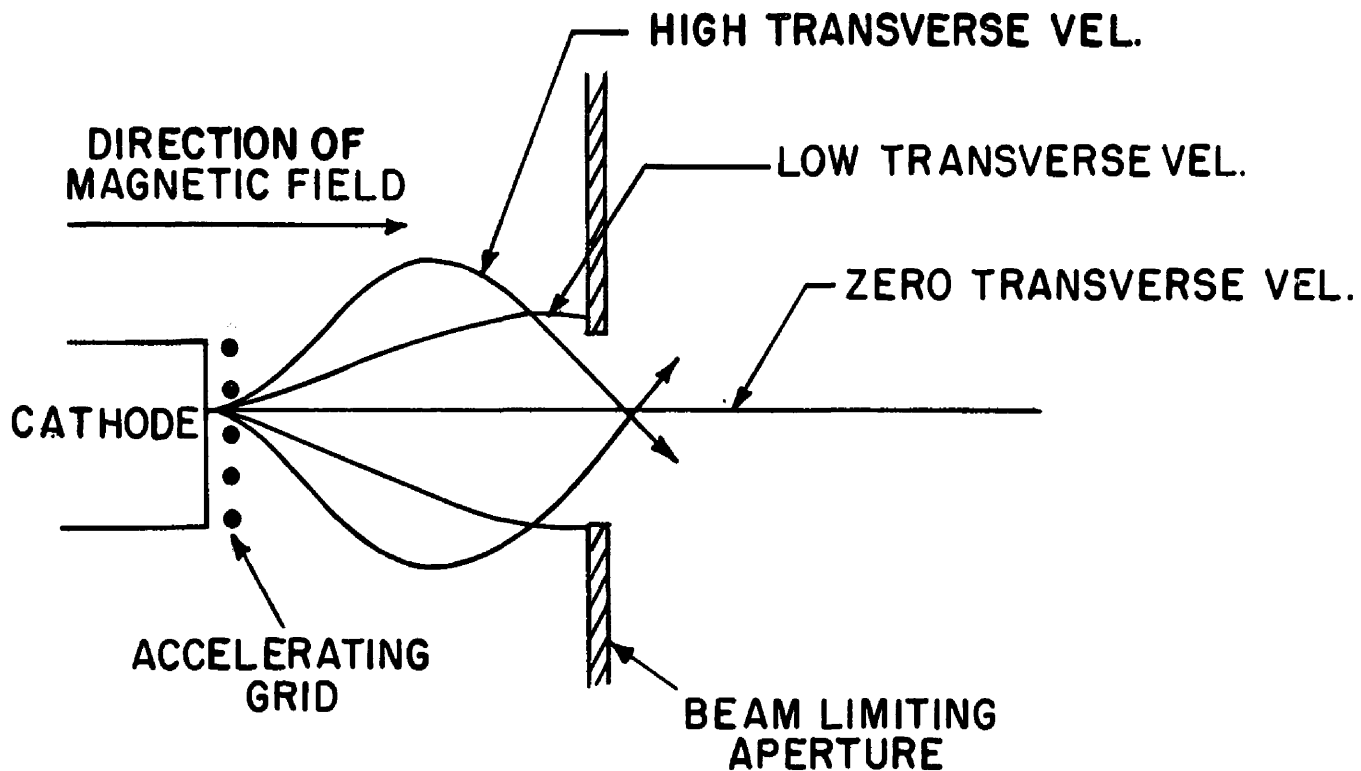 HIGH TRANSVERSE VEL.
DIRECTION OF
MAGNETIC FIELD
LOW TRANSVERSE VEL.
ZERO TRANSVERSE VEL.
CATHODE
ACCELERATING
GRID
BEAM LIMITING
APERTURE